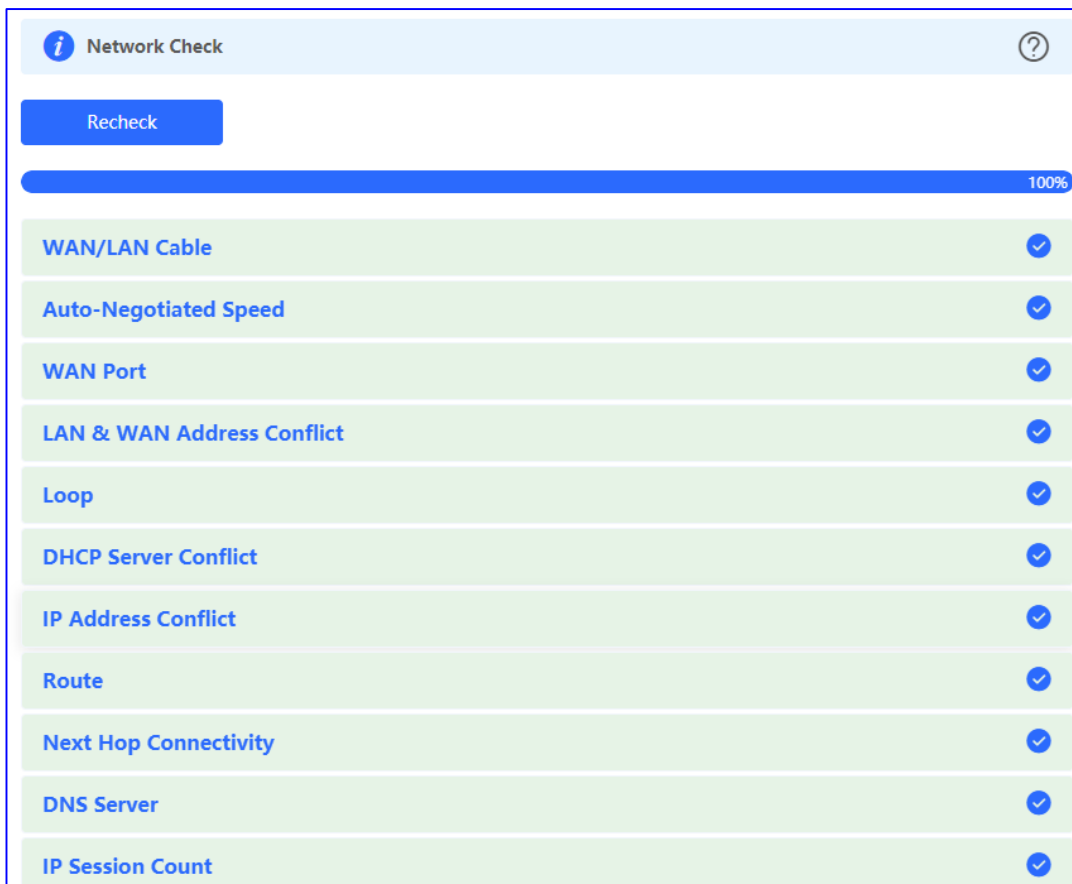 Network Check
Recheck
100%
WAN/LAN Cable
Auto-Negotiated Speed
WAN Port
LAN & WAN Address Conflict
Loop
DHCP Server Conflict
IP Address Conflict
Route
Next Hop Connectivity
DNS Server
IP Session Count